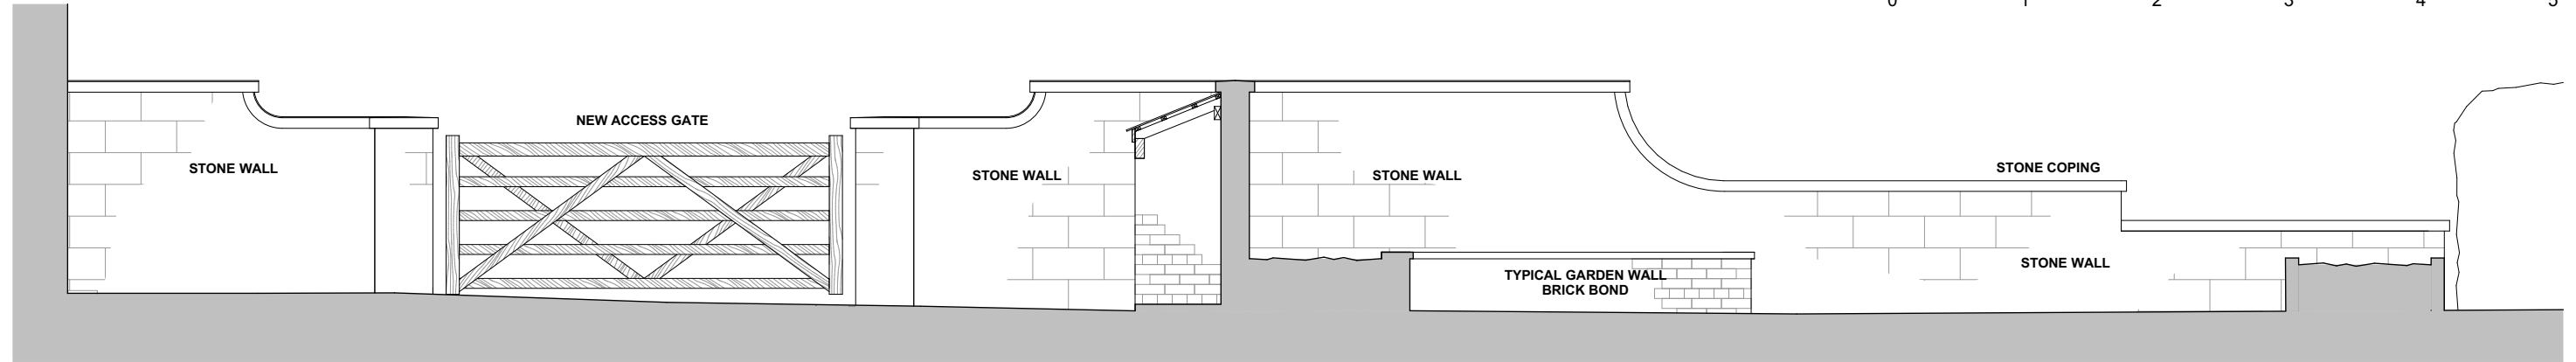 0 1 2 3 4 5
NEW ACCESS GATE
STONE WALL
STONE WALL
STONE WALL
STONE COPING
STONE WALL
TYPICAL GARDEN WALL
BRICK BOND